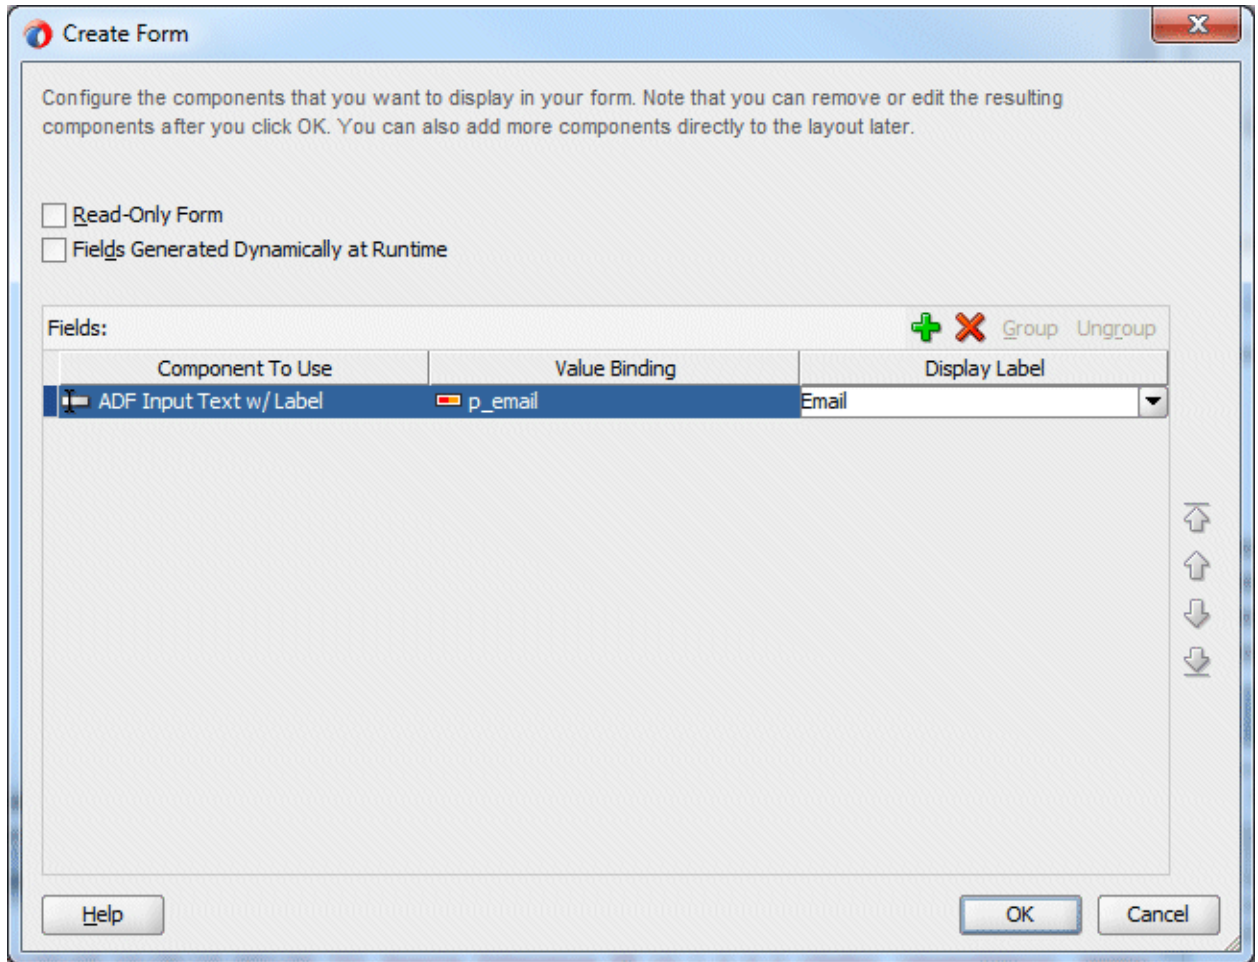 Create Form
Configure the components that you want to display in your form. Note that you can remove or edit the resulting
components after you click OK. You can also add more components directly to the layout later.
Read-Only Form
Fields Generated Dynamically at Runtime
Fields: Group Ungroup
Component To Use Value Binding Display Label
ADF Input Text w/ Label p_email Email
Help OK Cancel